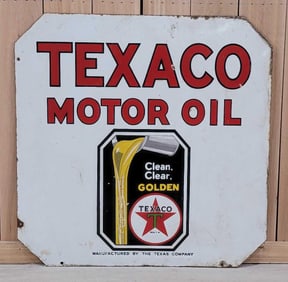 TEXACO
MOTOR OIL
Clean,
Clear,
GOLDEN
TEXACO
T
MANUFACTURED BY THE TEXAS COMPANY